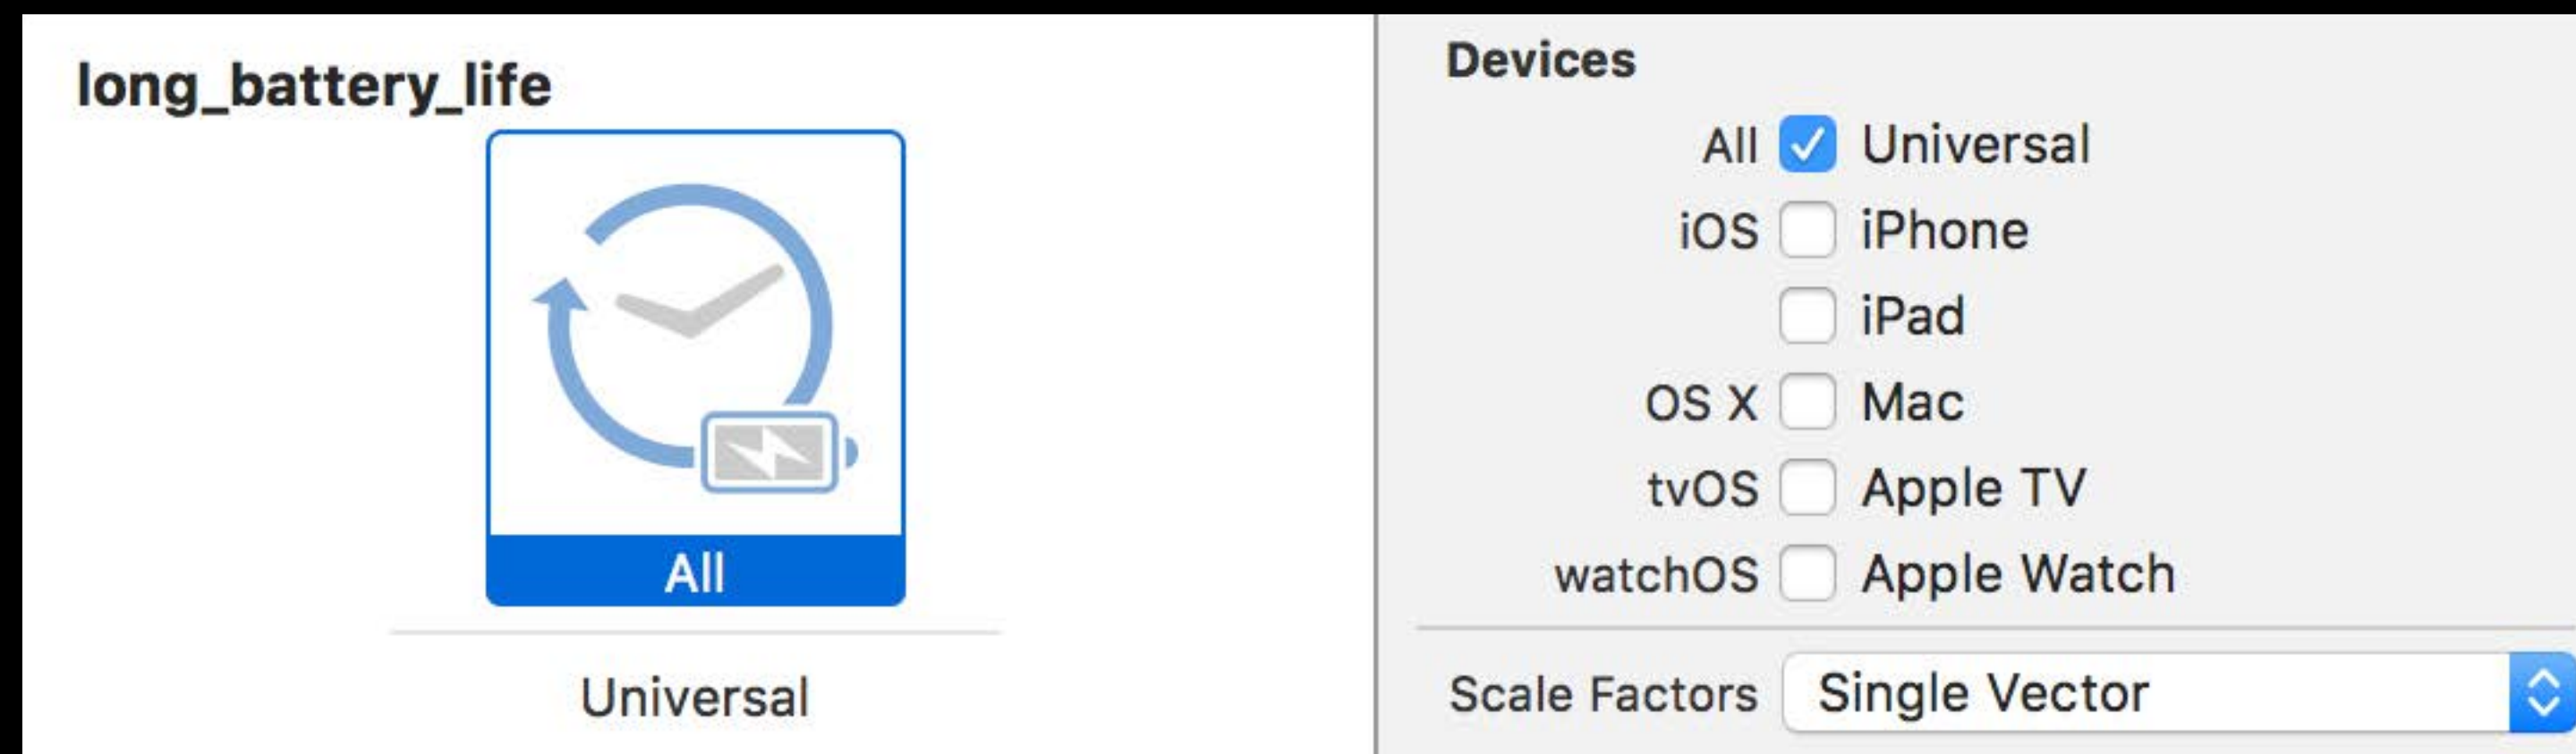 long_battery_life
All
Universal
Devices
All Universal
iOS iPhone
iPad
OS X Mac
tvOS Apple TV
watchOS Apple Watch
Scale Factors Single Vector